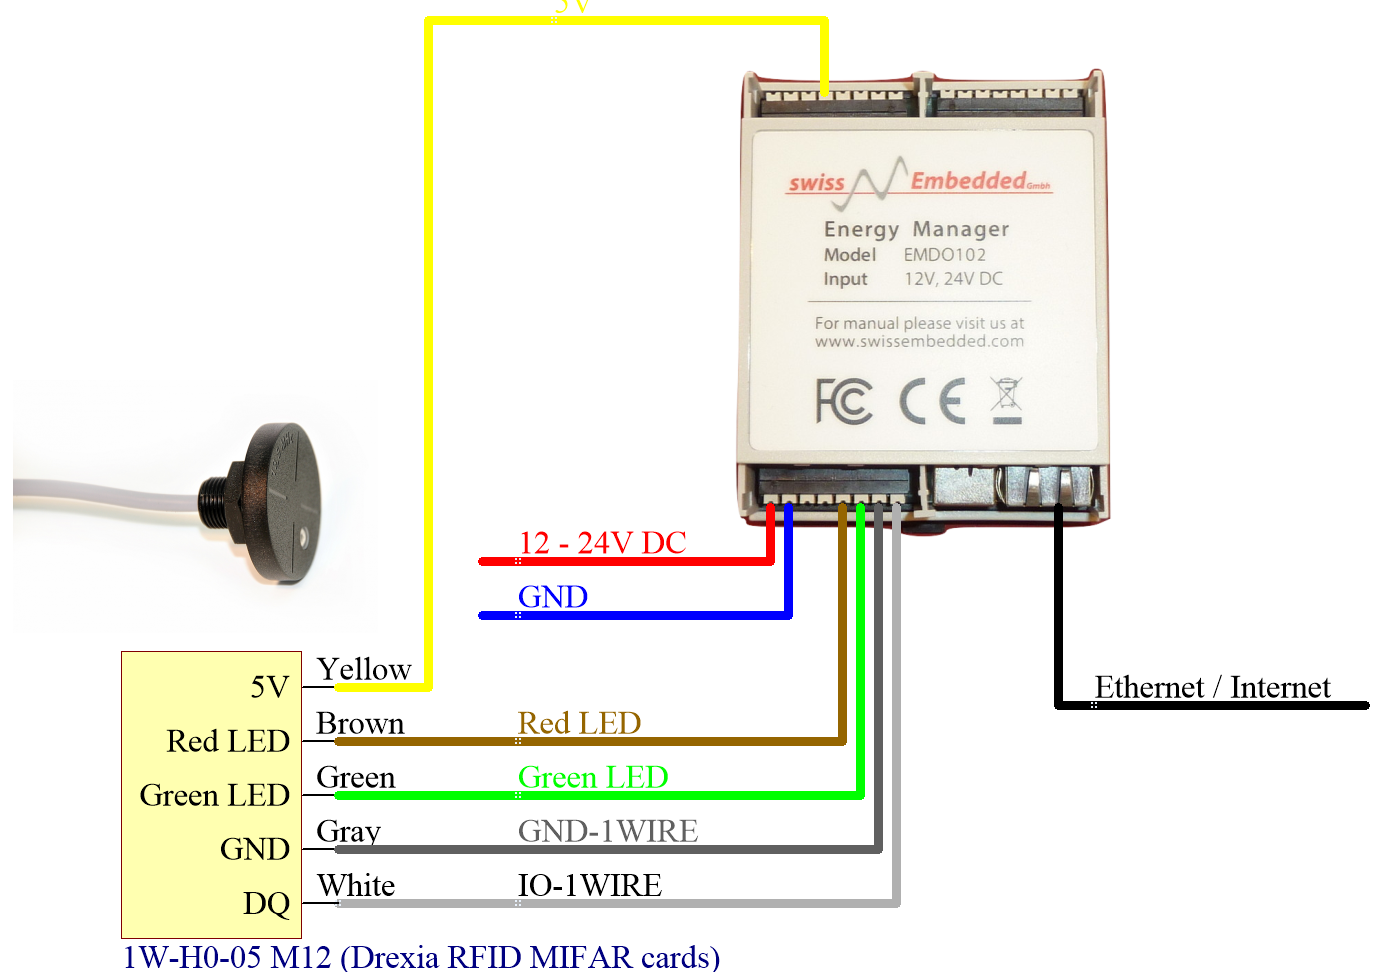 5V
swiss Embedded GmbH
Energy Manager
Model EMDO102
Input 12V, 24V DC
For manual please visit us at
www.swissembedded.com
FC CE
12 - 24V DC
GND
Ethernet / Internet
5V Yellow
Red LED Brown Red LED
Green LED Green Green LED
GND Gray GND-1WIRE
DQ White IO-1WIRE
1W-H0-05 M12 (Drexia RFID MIFAR cards)